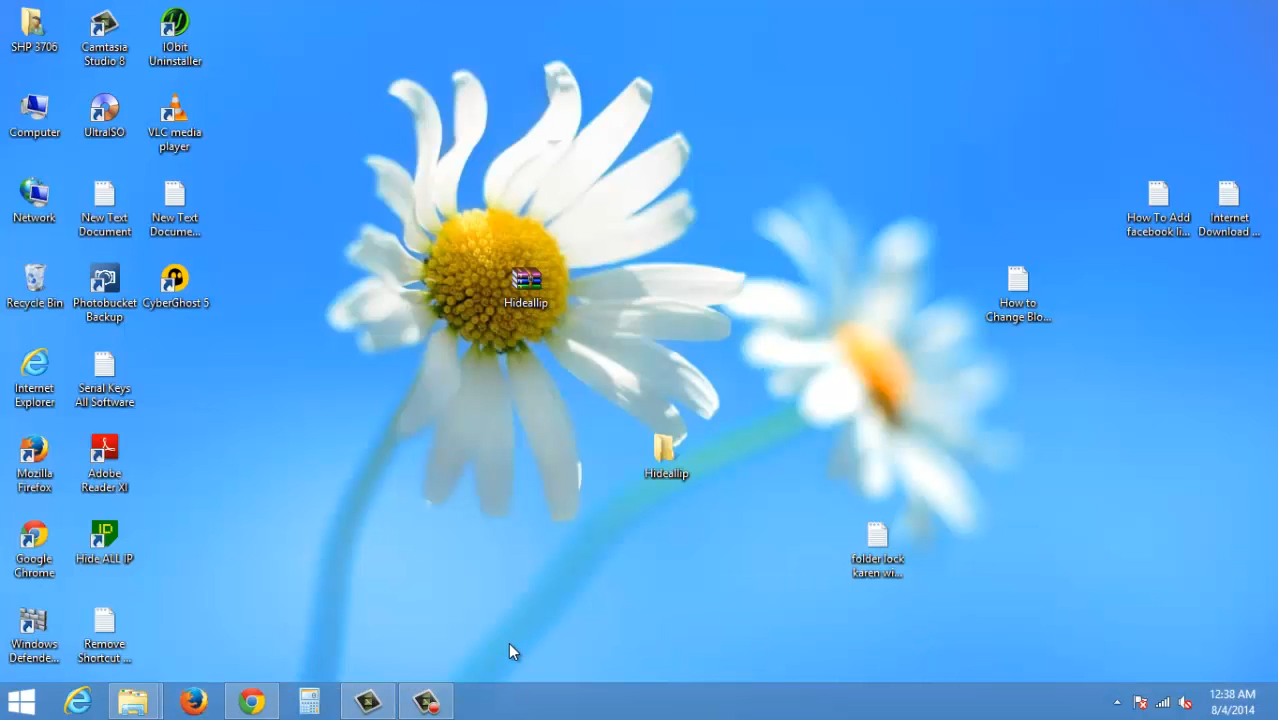 SHP 3706
Camtasia
Studio 8
IObit
Uninstaller
Computer
UltraISO
VLC media
player
Network
New Text
Document
New Text
Docume...
Recycle Bin
Photobucket
Backup
CyberGhost 5
Internet
Explorer
Serial Keys
All Software
Mozilla
Firefox
Adobe
Reader XI
Google
Chrome
IP
Hide ALL IP
Windows
Defende...
Remove
Shortcut ...
Hideallip
Hideallip
How To Add
facebook li...
Internet
Download ...
How to
Change Blo...
folder lock
karen wi...
12:38 AM
8/4/2014